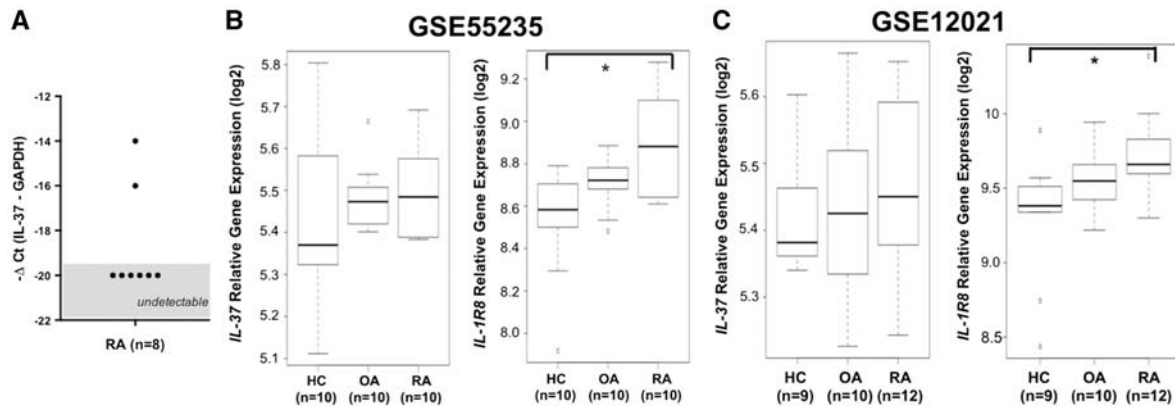 A
-Δ Ct (IL-37 - GAPDH)
-12
-14
-16
-18
-20
-22
undetectable
RA (n=8)
B
GSE55235
IL-37 Relative Gene Expression (log2)
5.8
5.7
5.6
5.5
5.4
5.3
5.2
5.1
HC
(n=10)
OA
(n=10)
RA
(n=10)
IL-1R8 Relative Gene Expression (log2)
9.2
9.0
8.8
8.6
8.4
8.2
8.0
*
HC
(n=10)
OA
(n=10)
RA
(n=10)
C
GSE12021
IL-37 Relative Gene Expression (log2)
5.6
5.5
5.4
5.3
HC
(n=9)
OA
(n=10)
RA
(n=12)
IL-1R8 Relative Gene Expression (log2)
10
9.5
9.0
8.5
*
HC
(n=9)
OA
(n=10)
RA
(n=12)